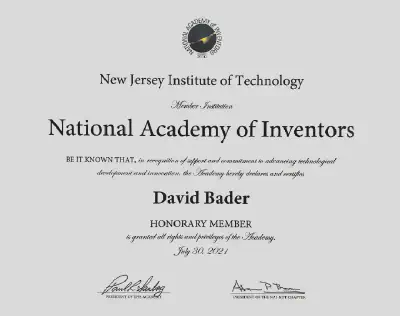 NATIONAL ACADEMY OF INVENTORS
New Jersey Institute of Technology
Member Institution
National Academy of Inventors
BE IT KNOWN THAT, in recognition of support and commitment to advancing technological
development and innovation, the Academy hereby declares and certifies
David Bader
HONORARY MEMBER
is granted all rights and privileges of the Academy.
July 30, 2021
PRESIDENT OF THE ACADEMY
PRESIDENT OF THE NAI NJIT CHAPTER